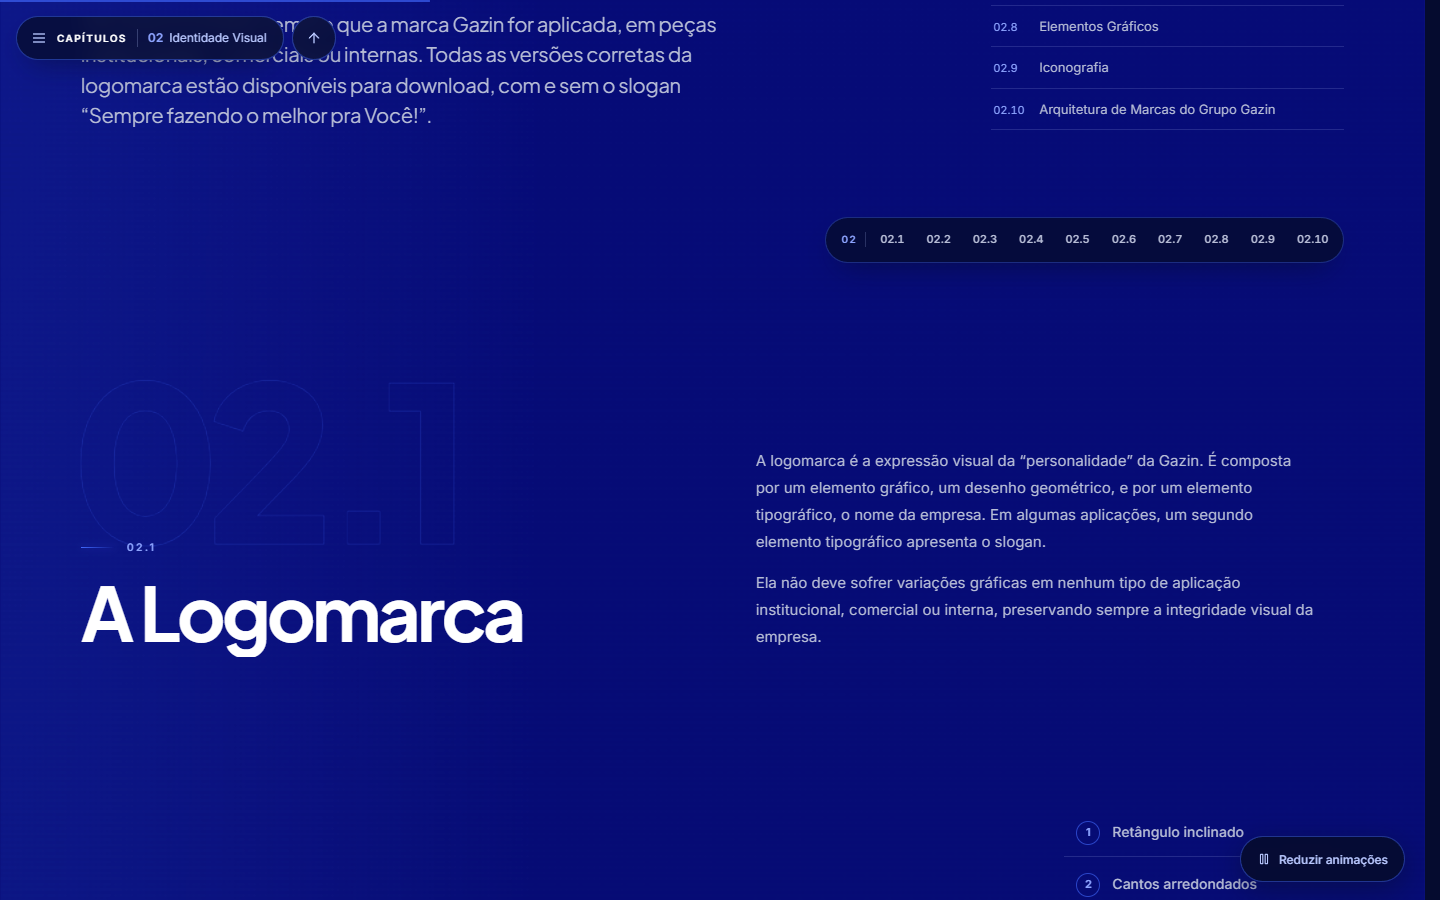 CAPÍTULOS
02 Identidade Visual
que a marca Gazin for aplicada, em peças
ou internas. Todas as versões corretas da
logomarca estão disponíveis para download, com e sem o slogan
“Sempre fazendo o melhor pra Você!”.
02.8 Elementos Gráficos
02.9 Iconografia
02.10 Arquitetura de Marcas do Grupo Gazin
02 02.1 02.2 02.3 02.4 02.5 02.6 02.7 02.8 02.9 02.10
02.1
02.1
A Logomarca
A logomarca é a expressão visual da “personalidade” da Gazin. É composta
por um elemento gráfico, um desenho geométrico, e por um elemento
tipográfico, o nome da empresa. Em algumas aplicações, um segundo
elemento tipográfico apresenta o slogan.
Ela não deve sofrer variações gráficas em nenhum tipo de aplicação
institucional, comercial ou interna, preservando sempre a integridade visual da
empresa.
1 Retângulo inclinado
2 Cantos arredondados
Reduzir animações